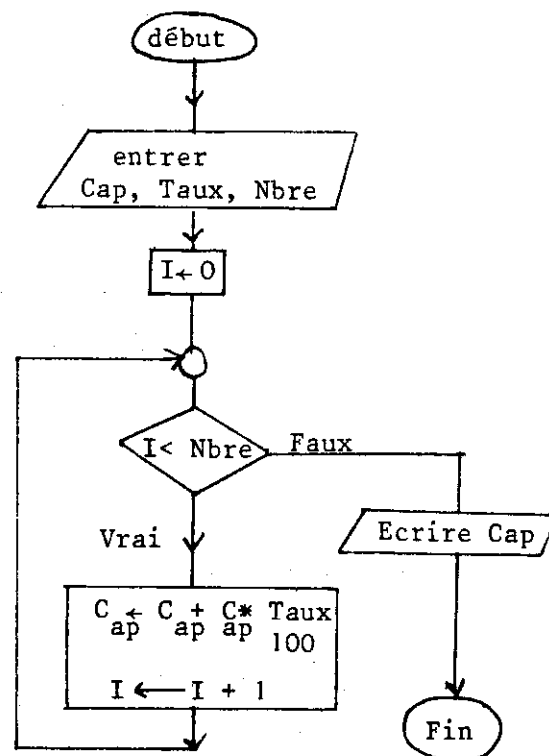 début
entrer
Cap, Taux, Nbre
I ← 0
I < Nbre
Faux
Vrai
Ecrire Cap
Cap ← Cap + Cap * Taux
100
I ← I + 1
Fin